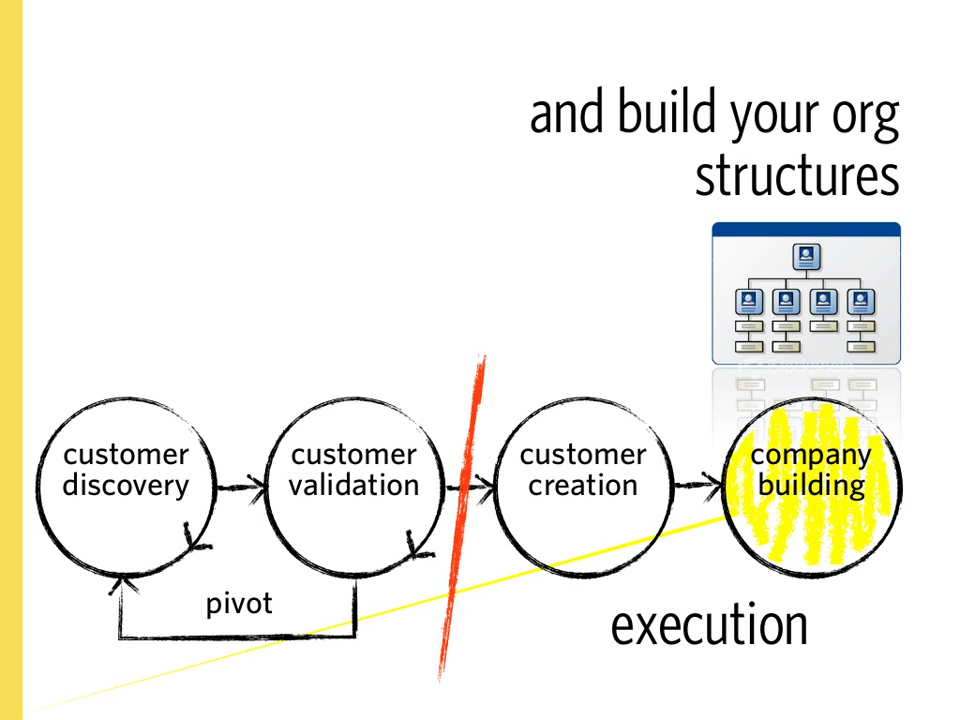 and build your org
structures
customer
discovery
customer
validation
customer
creation
company
building
pivot
execution